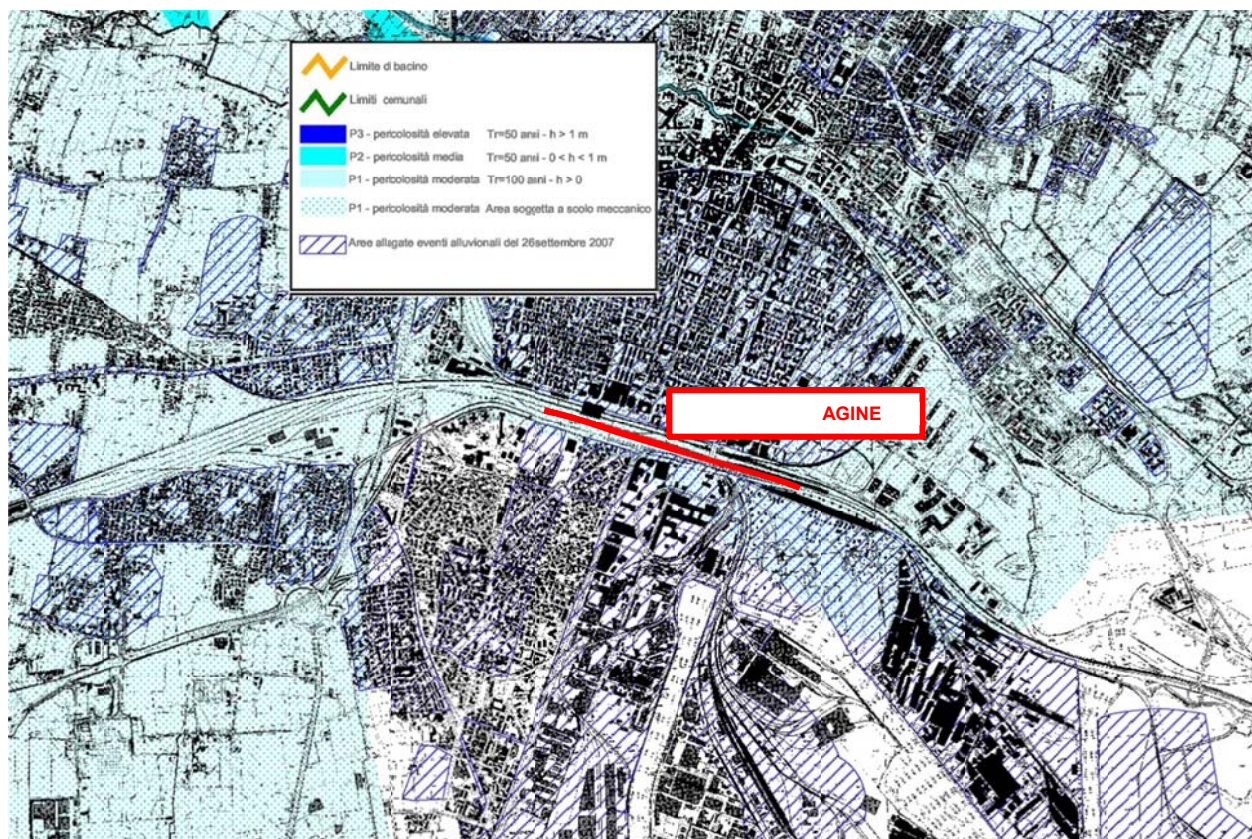 Limite di bacino
Limiti comunali
P3 - pericolosità elevata Tr=50 anni - h > 1 m
P2 - pericolosità media Tr=50 anni - 0 < h < 1 m
P1 - pericolosità moderata Tr=100 anni - h > 0
P1 - pericolosità moderata Area soggetta a scolo meccanico
Aree allagate eventi alluvionali del 26settembre 2007
AGINE